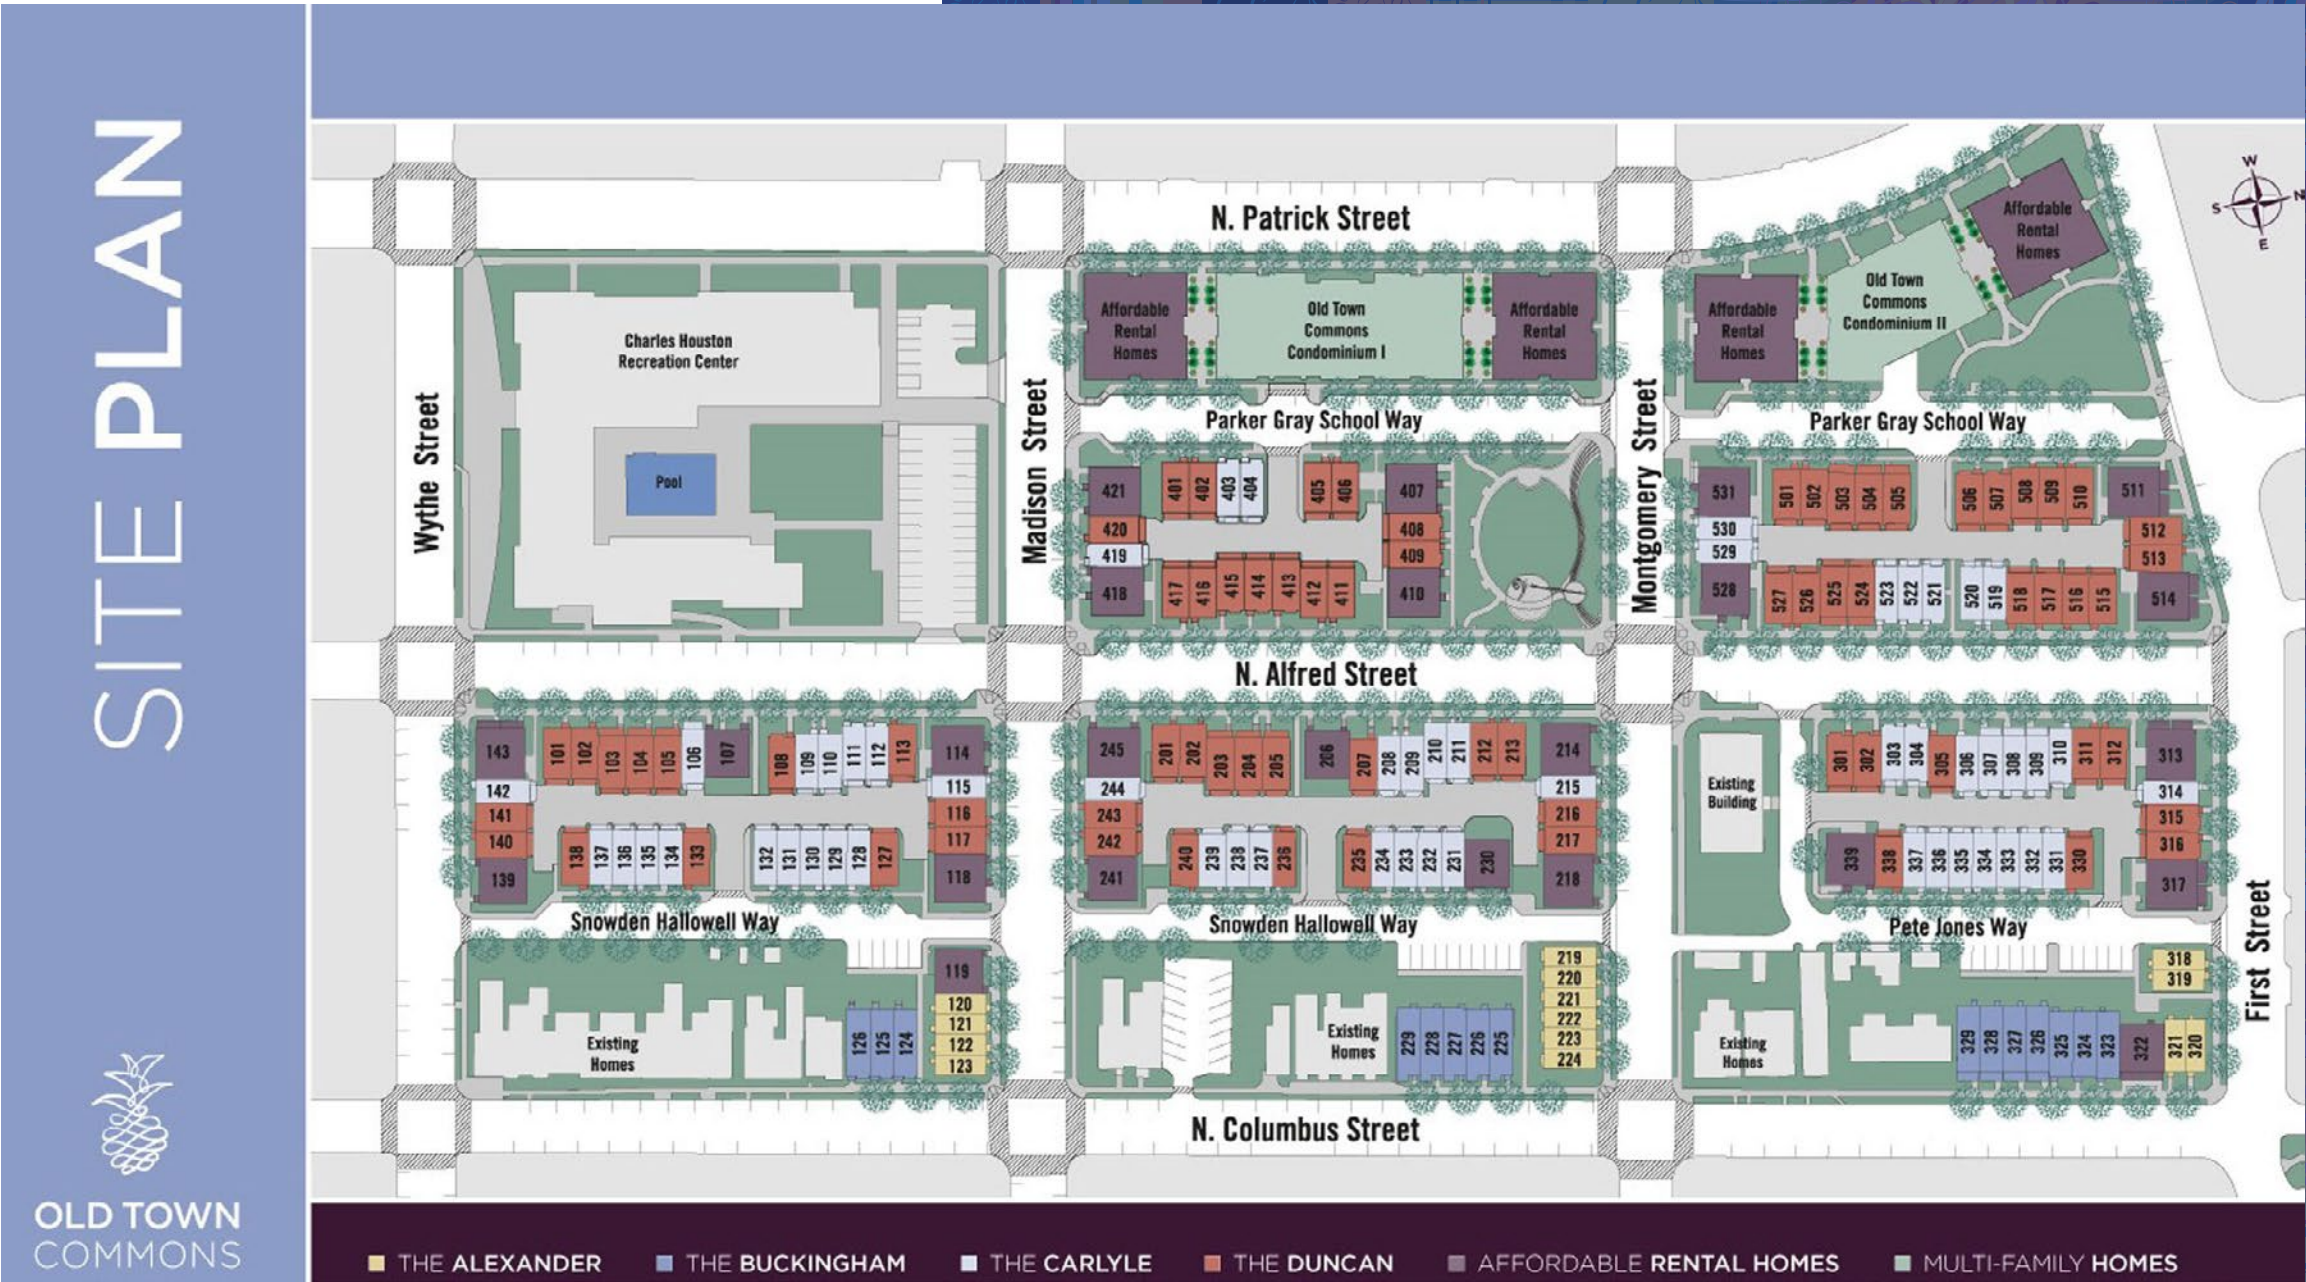 SITE PLAN
OLD TOWN
COMMONS
W
S
N
E
N. Patrick Street
Wythe Street
Madison Street
Montgomery Street
First Street
Charles Houston
Recreation Center
Pool
Affordable
Rental
Homes
Old Town
Commons
Condominium I
Affordable
Rental
Homes
Affordable
Rental
Homes
Old Town
Commons
Condominium II
Affordable
Rental
Homes
Parker Gray School Way
Parker Gray School Way
421 401 402 403 404 405 406 407
420 408
419 409
418 417 416 415 414 413 412 411 410
531 501 502 503 504 505 506 507 508 509 510 511
530 512
529 513
528 527 526 525 524 523 522 521 520 519 518 517 516 515 514
N. Alfred Street
143 101 102 103 104 105 106 107 108 109 110 111 112 113 114
142 115
141 116
140 117
139 138 137 136 135 134 133 132 131 130 129 128 127 118
245 201 202 203 204 205 206 207 208 209 210 211 212 213 214
244 215
243 216
242 217
241 240 239 238 237 236 235 234 233 232 231 230 218
Existing
Building
301 302 303 304 305 306 307 308 309 310 311 312 313
314
315
316
339 338 337 336 335 334 333 332 331 330 317
Snowden Hallowell Way
Snowden Hallowell Way
Pete Jones Way
Existing
Homes
126 125 124
119
120
121
122
123
Existing
Homes
229 228 227 226 225
219
220
221
222
223
224
Existing
Homes
329 328 327 326 325 324 323 322 321 320
318
319
N. Columbus Street
THE ALEXANDER THE BUCKINGHAM THE CARLYLE THE DUNCAN AFFORDABLE RENTAL HOMES MULTI-FAMILY HOMES